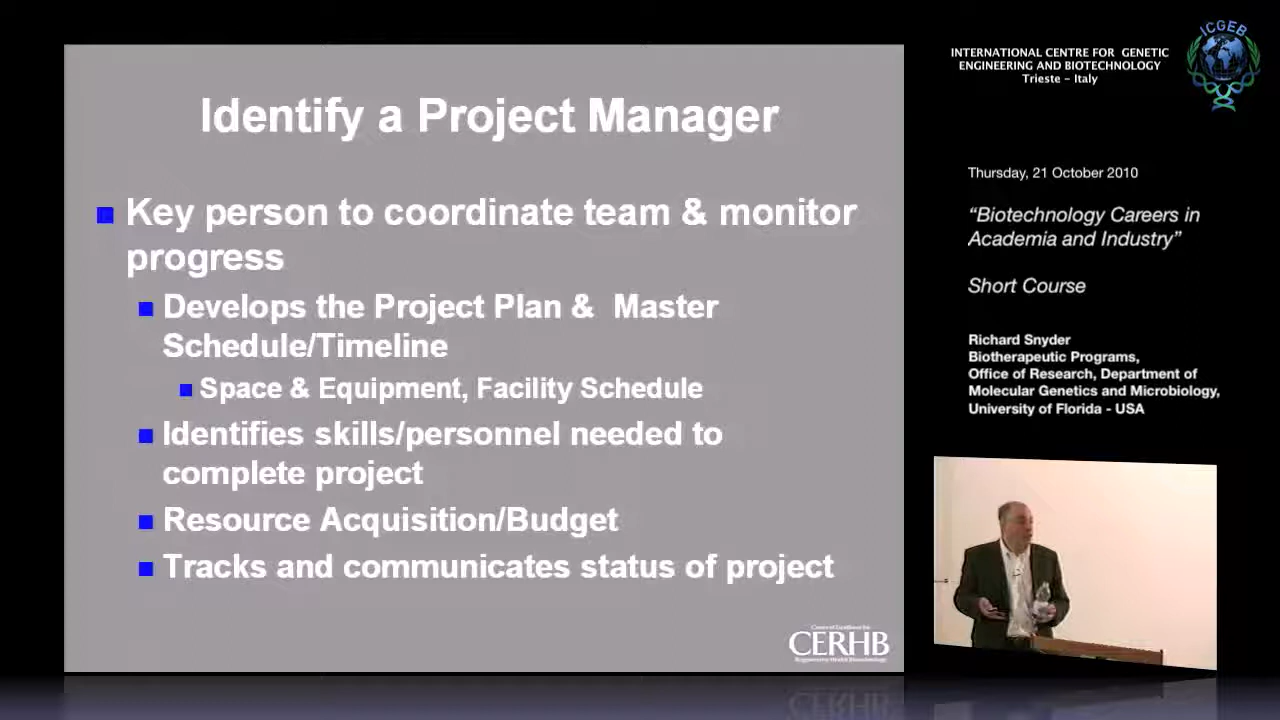 Identify a Project Manager
Key person to coordinate team & monitor
progress
Develops the Project Plan & Master
Schedule/Timeline
Space & Equipment, Facility Schedule
Identifies skills/personnel needed to
complete project
Resource Acquisition/Budget
Tracks and communicates status of project
CERHB
INTERNATIONAL CENTRE FOR GENETIC
ENGINEERING AND BIOTECHNOLOGY
Trieste - Italy
ICGEB
Thursday, 21 October 2010
“Biotechnology Careers in
Academia and Industry”
Short Course
Richard Snyder
Biotherapeutic Programs,
Office of Research, Department of
Molecular Genetics and Microbiology,
University of Florida - USA